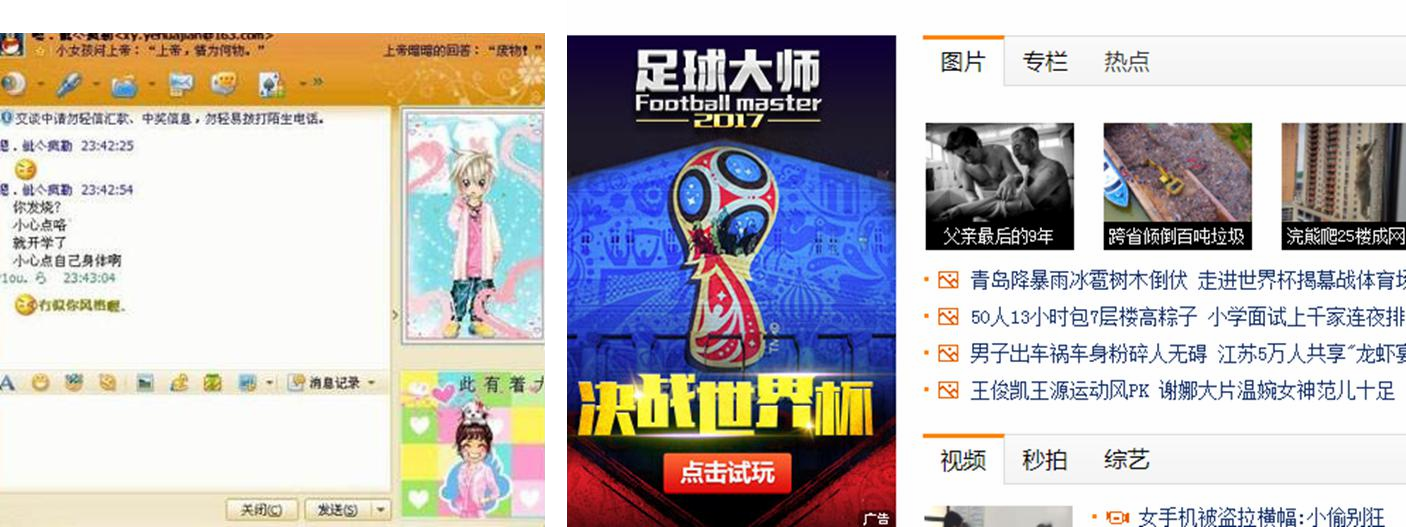 小女孩问上帝：“上帝，情为何物。”
上帝暗暗的回答：“废物！”
交谈中请勿轻信汇款、中奖信息，勿轻易拨打陌生电话。
23:42:25
23:42:54
你发烧?
小心点咯
就开学了
小心点自己身体啊
23:43:04
消息记录
关闭(C)
发送(S)
此有着
足球大师
Football master
2017
TM©
决战世界杯
点击试玩
广告
图片 专栏 热点
父亲最后的9年
跨省倾倒百吨垃圾
浣熊爬25楼成网
青岛降暴雨冰雹树木倒伏 走进世界杯揭幕战体育场
50人13小时包7层楼高粽子 小学面试上千家连夜排
男子出车祸车身粉碎人无碍 江苏5万人共享"龙虾宴
王俊凯王源运动风PK 谢娜大片温婉女神范儿十足
视频 秒拍 综艺
女手机被盗拉横幅:小偷别狂